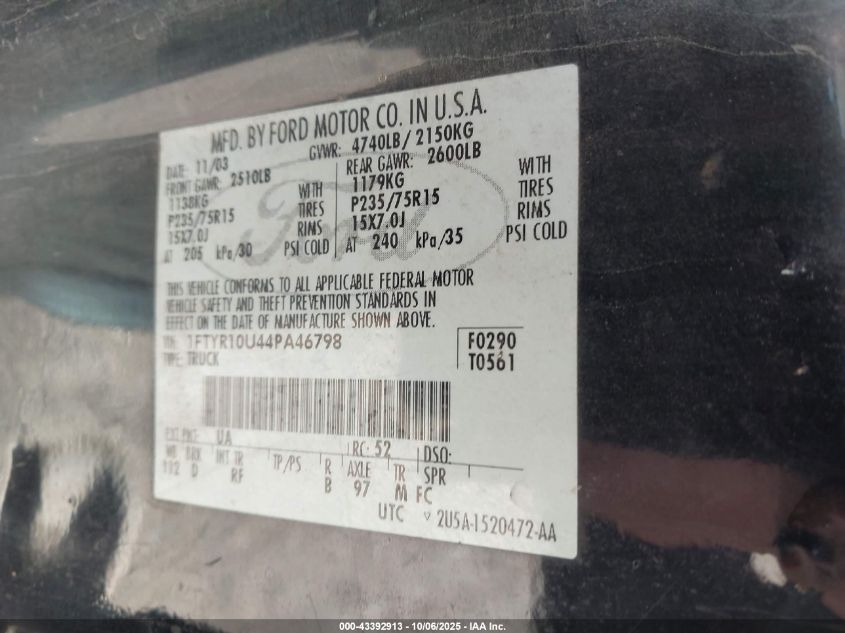 MFD. BY FORD MOTOR CO. IN U.S.A.
DATE: 11/03 GVWR: 4740LB/ 2150KG
FRONT GAWR: 2510LB REAR GAWR: 2600LB
1138KG WITH 1179KG WITH
P235/75R15 TIRES P235/75R15 TIRES
15X7.0J RIMS 15X7.0J RIMS
AT 205 kPa/30 PSI COLD AT 240 kPa/35 PSI COLD
Ford
THIS VEHICLE CONFORMS TO ALL APPLICABLE FEDERAL MOTOR
VEHICLE SAFETY AND THEFT PREVENTION STANDARDS IN
EFFECT ON THE DATE OF MANUFACTURE SHOWN ABOVE.
VIN: 1FTYR10U44PA46798 F0290
TYPE: TRUCK T0561
EXT PNT: UA RC: 52 DSO:
WB BRK INT TR TP/PS R AXLE TR SPR
112 D RF B 97 M FC
UTC ▽ 2U5A-1520472-AA
000-43392913 - 10/06/2025 - IAA Inc.